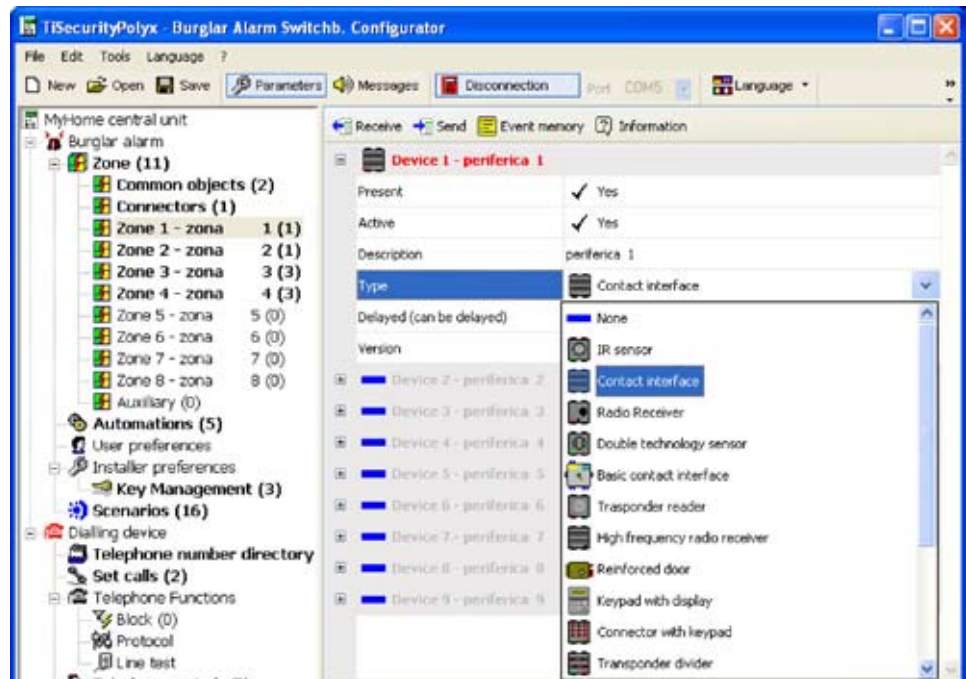 TiSecurityPolyx - Burglar Alarm Switchb. Configurator
File Edit Tools Language ?
New Open Save Parameters Messages Disconnection Port COM5 Language
MyHome central unit
Burglar alarm
Zone (11)
Common objects (2)
Connectors (1)
Zone 1 - zona 1 (1)
Zone 2 - zona 2 (1)
Zone 3 - zona 3 (3)
Zone 4 - zona 4 (3)
Zone 5 - zona 5 (0)
Zone 6 - zona 6 (0)
Zone 7 - zona 7 (0)
Zone 8 - zona 8 (0)
Auxiliary (0)
Automations (5)
User preferences
Installer preferences
Key Management (3)
Scenarios (16)
Dialling device
Telephone number directory
Set calls (2)
Telephone Functions
Block (0)
Protocol
Line test
Receive Send Event memory Information
Device 1 - periferica 1
Present Yes
Active Yes
Description periferica 1
Type Contact interface
Delayed (can be delayed)
Version
Device 2 - periferica 2
Device 3 - periferica 3
Device 4 - periferica 4
Device 5 - periferica 5
Device 6 - periferica 6
Device 7 - periferica 7
Device 8 - periferica 8
Device 9 - periferica 9
None
IR sensor
Contact interface
Radio Receiver
Double technology sensor
Basic contact interface
Trasponder reader
High frequency radio receiver
Reinforced door
Keypad with display
Connector with keypad
Transponder divider